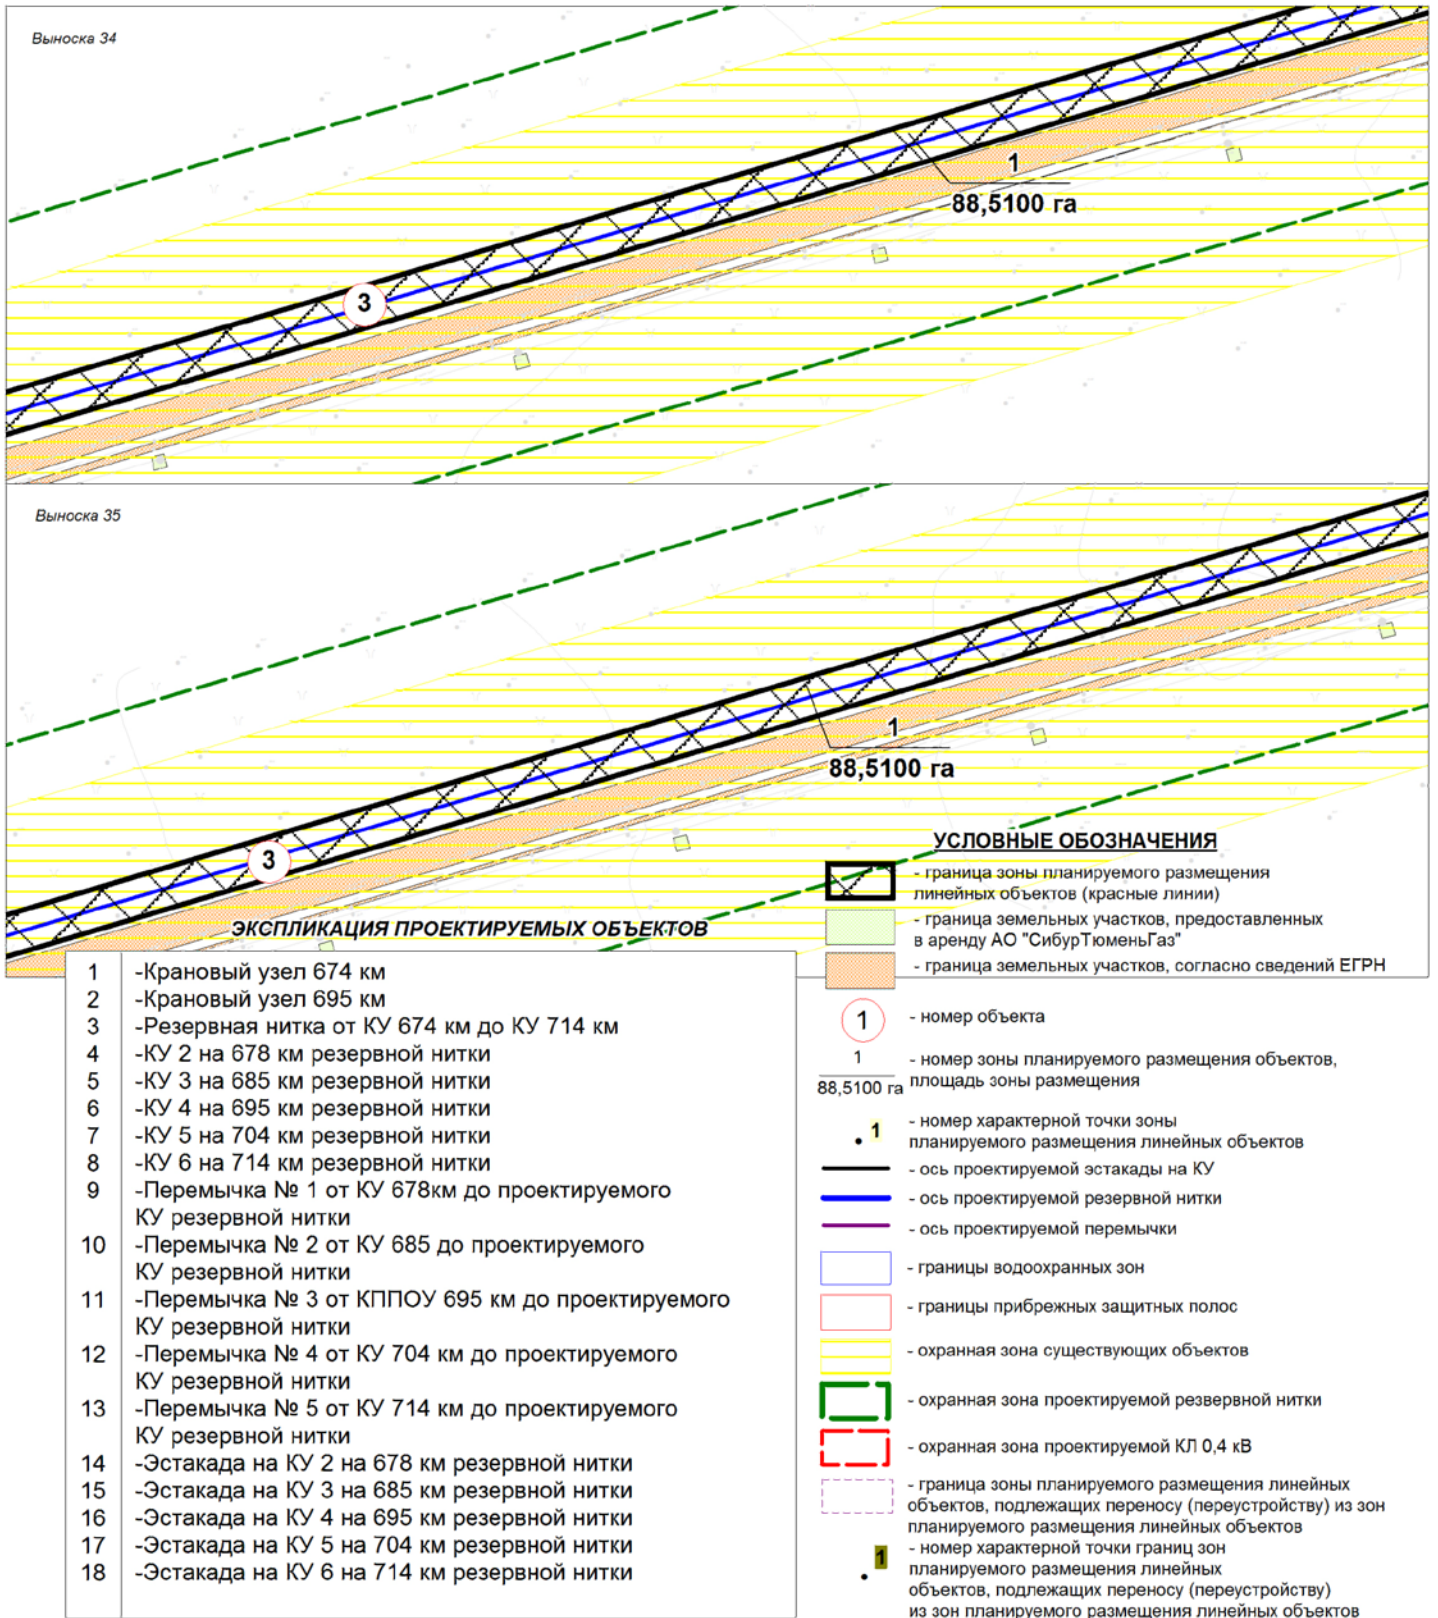 Выноска 34
1
88,5100 га
3
Выноска 35
1
88,5100 га
3
ЭКСПЛИКАЦИЯ ПРОЕКТИРУЕМЫХ ОБЪЕКТОВ
1 -Крановый узел 674 км
2 -Крановый узел 695 км
3 -Резервная нитка от КУ 674 км до КУ 714 км
4 -КУ 2 на 678 км резервной нитки
5 -КУ 3 на 685 км резервной нитки
6 -КУ 4 на 695 км резервной нитки
7 -КУ 5 на 704 км резервной нитки
8 -КУ 6 на 714 км резервной нитки
9 -Перемычка № 1 от КУ 678км до проектируемого
КУ резервной нитки
10 -Перемычка № 2 от КУ 685 до проектируемого
КУ резервной нитки
11 -Перемычка № 3 от КППОУ 695 км до проектируемого
КУ резервной нитки
12 -Перемычка № 4 от КУ 704 км до проектируемого
КУ резервной нитки
13 -Перемычка № 5 от КУ 714 км до проектируемого
КУ резервной нитки
14 -Эстакада на КУ 2 на 678 км резервной нитки
15 -Эстакада на КУ 3 на 685 км резервной нитки
16 -Эстакада на КУ 4 на 695 км резервной нитки
17 -Эстакада на КУ 5 на 704 км резервной нитки
18 -Эстакада на КУ 6 на 714 км резервной нитки
УСЛОВНЫЕ ОБОЗНАЧЕНИЯ
- граница зоны планируемого размещения
линейных объектов (красные линии)
- граница земельных участков, предоставленных
в аренду АО "СибурТюменьГаз"
- граница земельных участков, согласно сведений ЕГРН
1 - номер объекта
1 - номер зоны планируемого размещения объектов,
88,5100 га площадь зоны размещения
1 - номер характерной точки зоны
планируемого размещения линейных объектов
- ось проектируемой эстакады на КУ
- ось проектируемой резервной нитки
- ось проектируемой перемычки
- границы водоохранных зон
- границы прибрежных защитных полос
- охранная зона существующих объектов
- охранная зона проектируемой резвервной нитки
- охранная зона проектируемой КЛ 0,4 кВ
- граница зоны планируемого размещения линейных
объектов, подлежащих переносу (переустройству) из зон
планируемого размещения линейных объектов
1 - номер характерной точки границ зон
планируемого размещения линейных
объектов, подлежащих переносу (переустройству)
из зон планируемого размещения линейных объектов